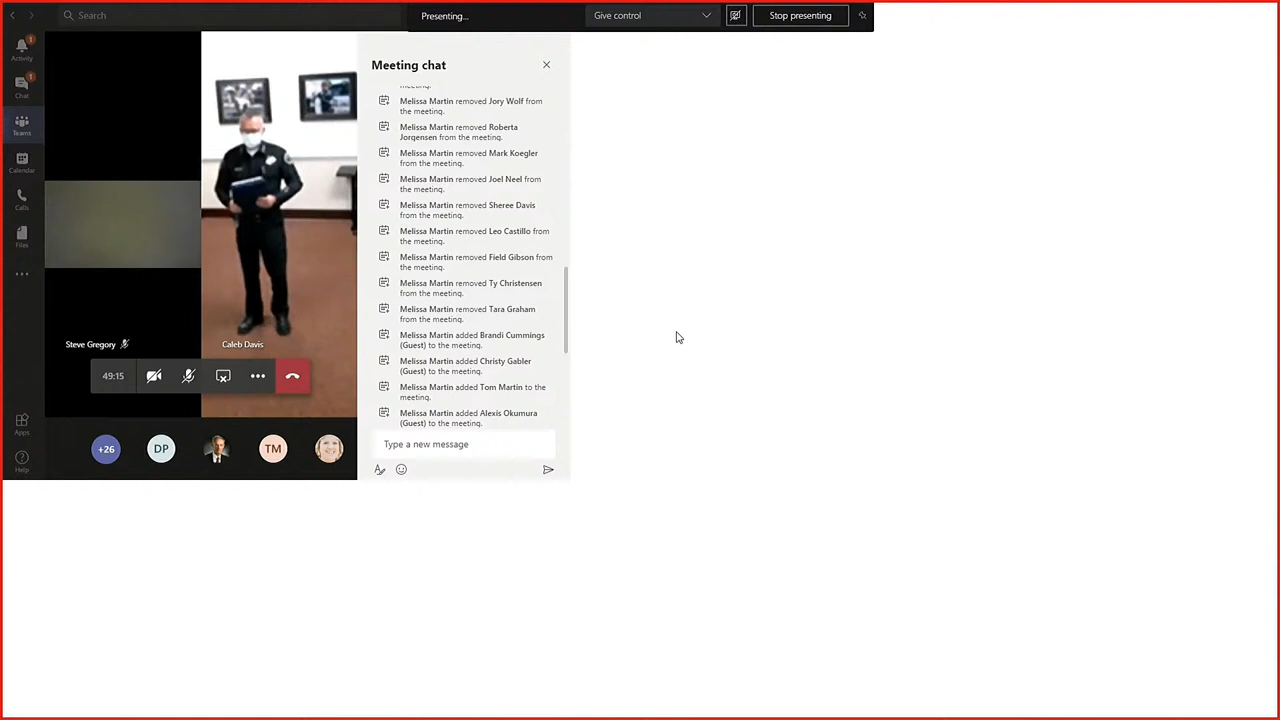 Search
Presenting...
Give control
Stop presenting
1
Activity
1
Chat
Teams
Calendar
Calls
Files
Apps
Help
Steve Gregory
Caleb Davis
49:15
+26
DP
TM
Meeting chat
meeting.
Melissa Martin removed Jory Wolf from
the meeting.
Melissa Martin removed Roberta
Jorgensen from the meeting.
Melissa Martin removed Mark Koegler
from the meeting.
Melissa Martin removed Joel Neel from
the meeting.
Melissa Martin removed Sheree Davis
from the meeting.
Melissa Martin removed Leo Castillo from
the meeting.
Melissa Martin removed Field Gibson from
the meeting.
Melissa Martin removed Ty Christensen
from the meeting.
Melissa Martin removed Tara Graham
from the meeting.
Melissa Martin added Brandi Cummings
(Guest) to the meeting.
Melissa Martin added Christy Gabler
(Guest) to the meeting.
Melissa Martin added Tom Martin to the
meeting.
Melissa Martin added Alexis Okumura
(Guest) to the meeting.
Type a new message